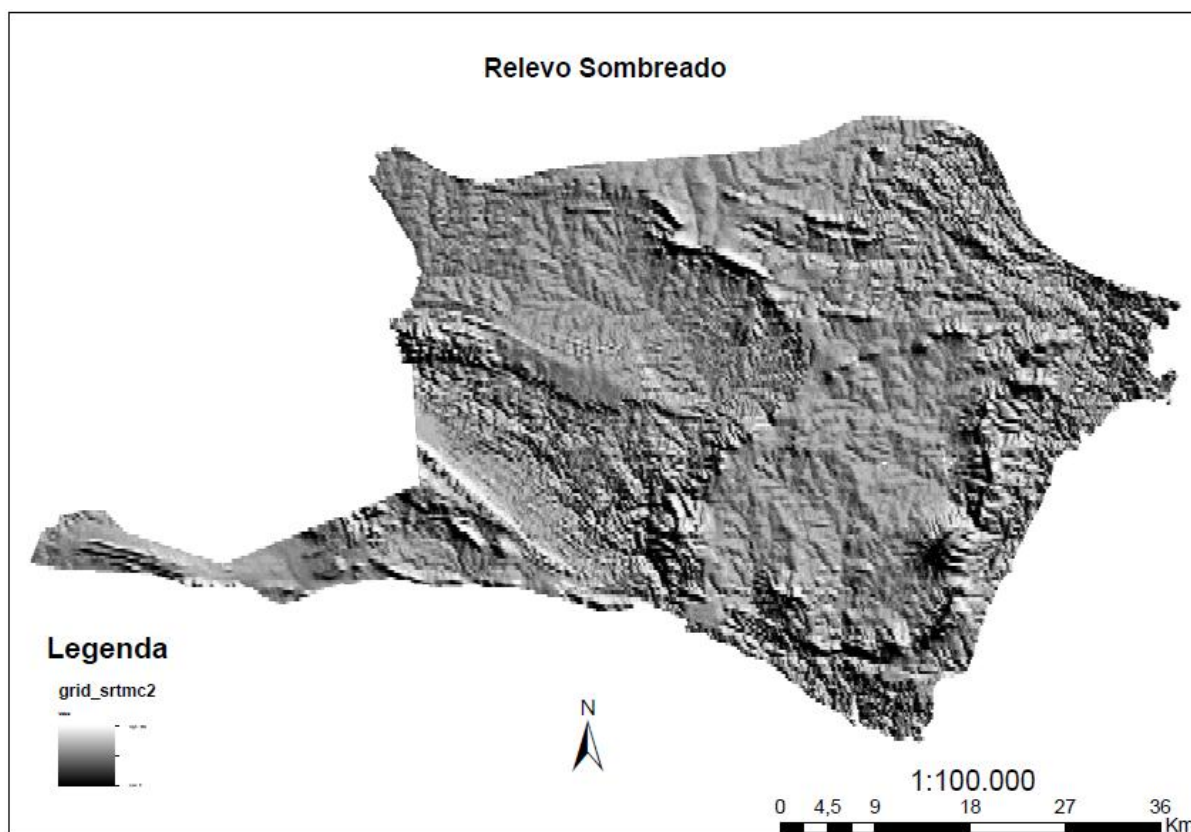 Relevo Sombreado
Legenda
grid_srtmc2
N
1:100.000
0 4,5 9 18 27 36
Km